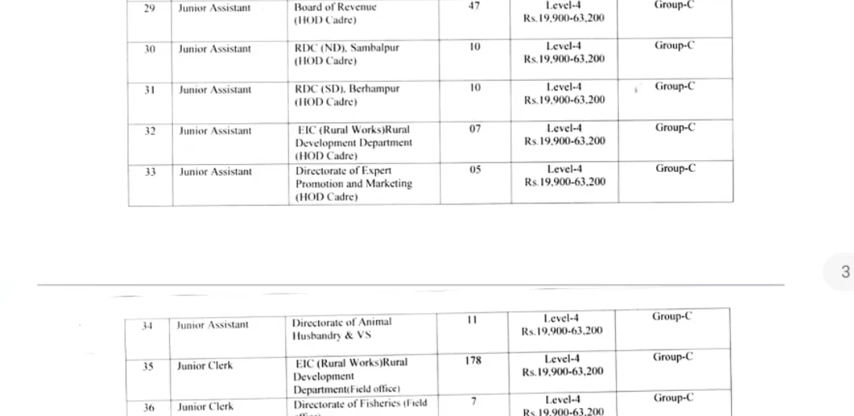 29 Junior Assistant Board of Revenue 47 Level-4 Group-C
(HOD Cadre) Rs.19,900-63,200
30 Junior Assistant RDC (ND), Sambalpur 10 Level-4 Group-C
(HOD Cadre) Rs.19,900-63,200
31 Junior Assistant RDC (SD), Berhampur 10 Level-4 Group-C
(HOD Cadre) Rs.19,900-63,200
32 Junior Assistant EIC (Rural Works)Rural 07 Level-4 Group-C
Development Department Rs.19,900-63,200
(HOD Cadre)
33 Junior Assistant Directorate of Expert 05 Level-4 Group-C
Promotion and Marketing Rs.19,900-63,200
(HOD Cadre)
3
34 Junior Assistant Directorate of Animal 11 Level-4 Group-C
Husbandry & VS Rs.19,900-63,200
35 Junior Clerk EIC (Rural Works)Rural 178 Level-4 Group-C
Development Rs.19,900-63,200
Department(Field office)
36 Junior Clerk Directorate of Fisheries (Field 7 Level-4 Group-C
Rs.19,900-63,200